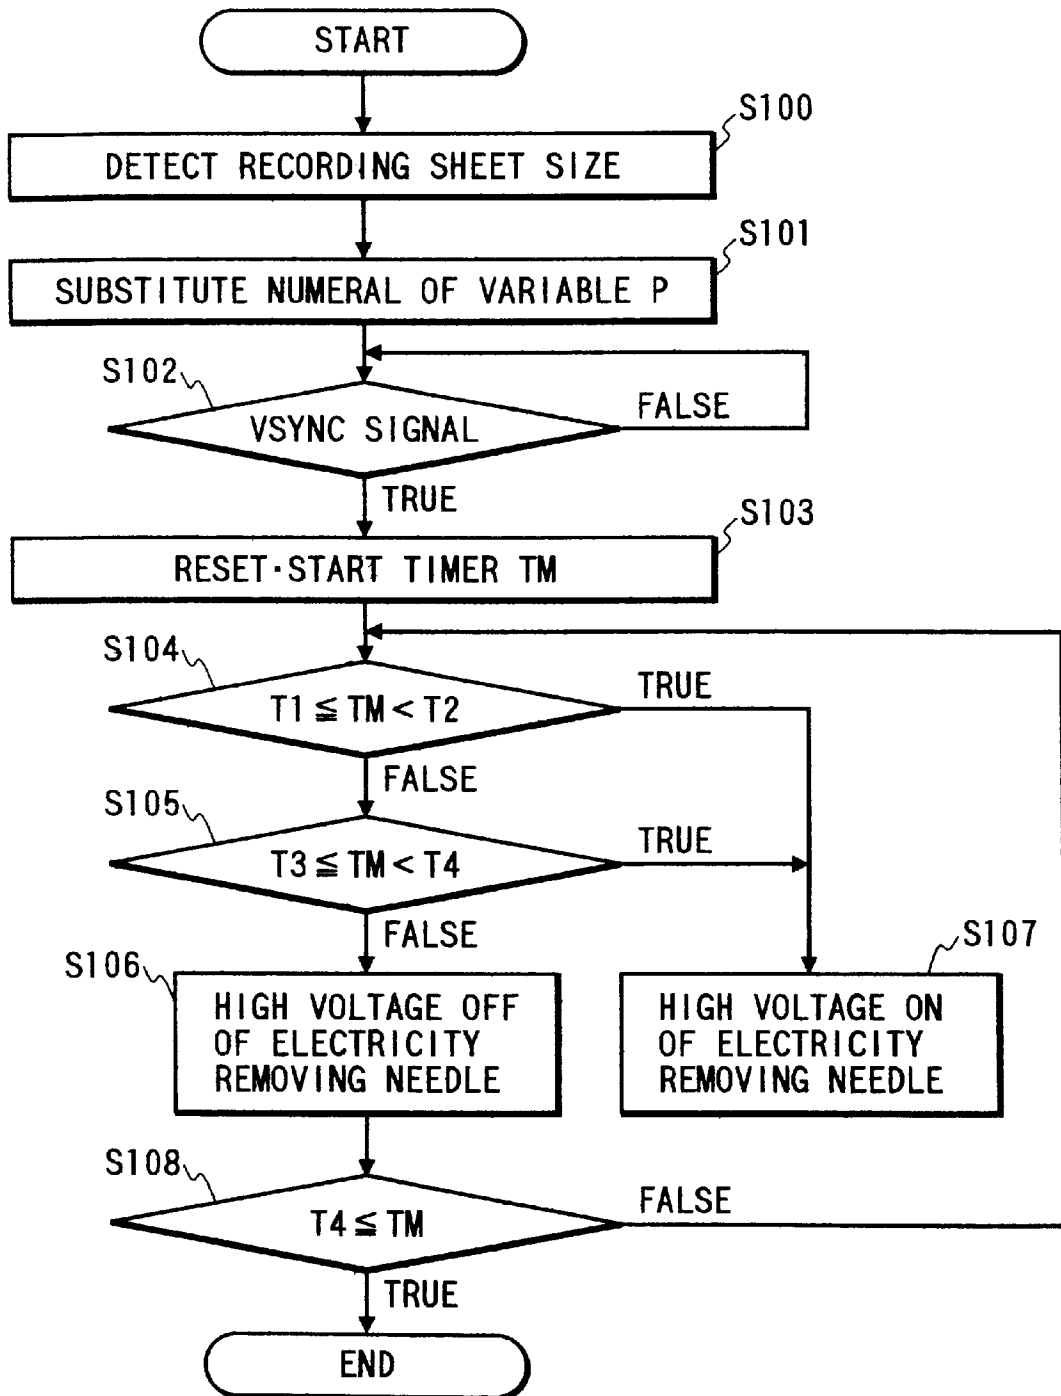 START
S100
DETECT RECORDING SHEET SIZE
S101
SUBSTITUTE NUMERAL OF VARIABLE P
S102
VSYNC SIGNAL
FALSE
TRUE
S103
RESET·START TIMER TM
S104
T1 ≦ TM < T2
TRUE
FALSE
S105
T3 ≦ TM < T4
TRUE
FALSE
S106
HIGH VOLTAGE OFF
OF ELECTRICITY
REMOVING NEEDLE
S107
HIGH VOLTAGE ON
OF ELECTRICITY
REMOVING NEEDLE
S108
T4 ≦ TM
FALSE
TRUE
END